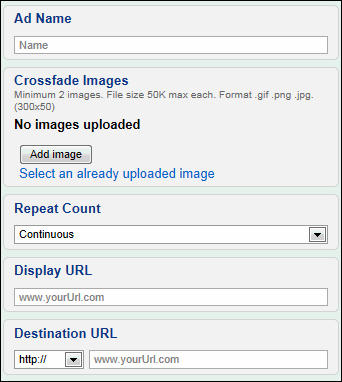 Ad Name
Name
Crossfade Images
Minimum 2 images. File size 50K max each. Format .gif .png .jpg.
(300x50)
No images uploaded
Add image
Select an already uploaded image
Repeat Count
Continuous
Display URL
www.yourUrl.com
Destination URL
http:// www.yourUrl.com